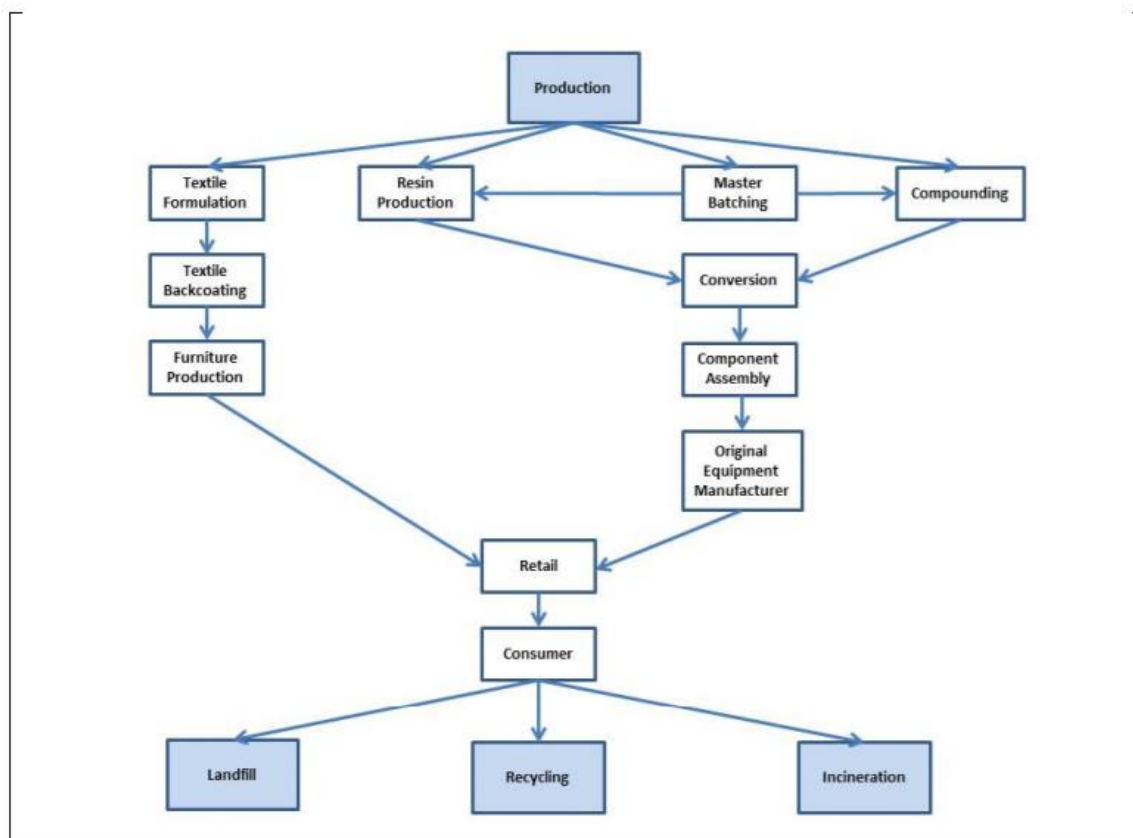 Production
Textile
Formulation
Resin
Production
Master
Batching
Compounding
Textile
Backcoating
Conversion
Furniture
Production
Component
Assembly
Original
Equipment
Manufacturer
Retail
Consumer
Landfill
Recycling
Incineration